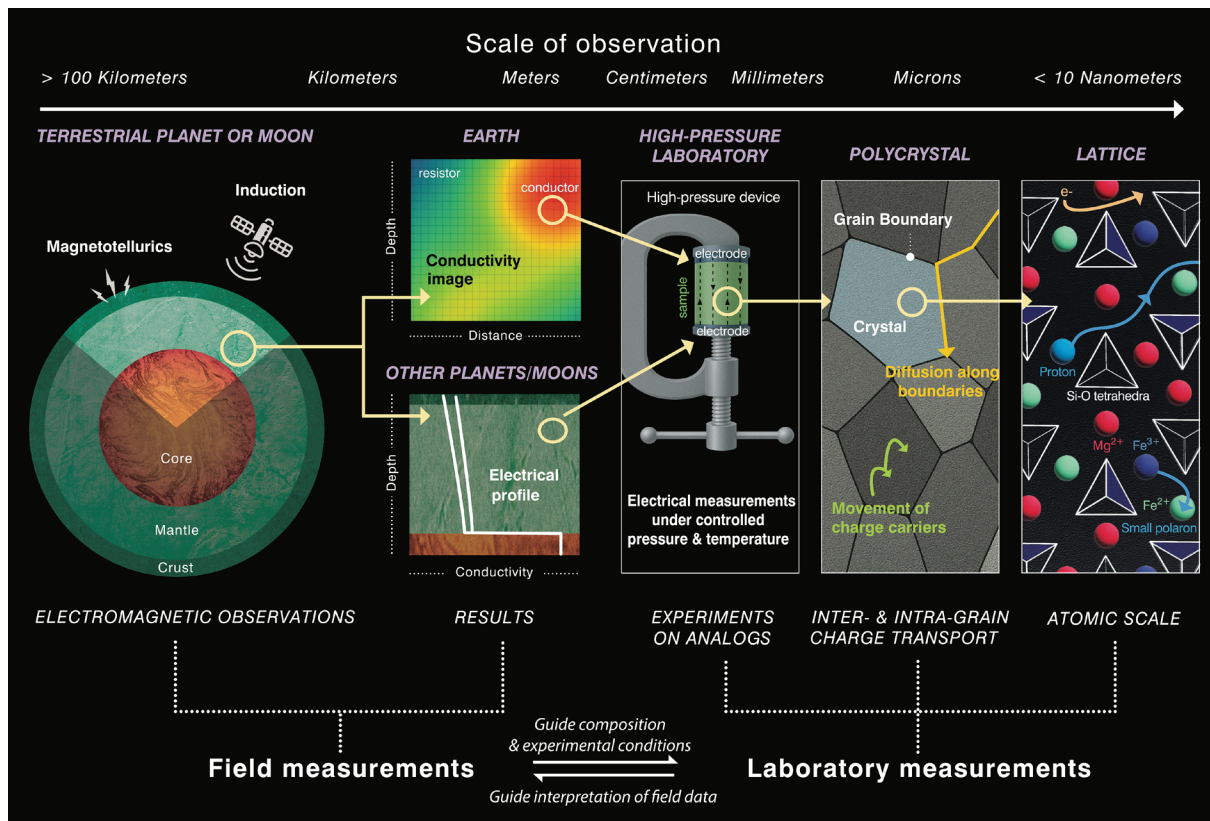 Scale of observation
> 100 Kilometers
Kilometers
Meters
Centimeters
Millimeters
Microns
< 10 Nanometers
TERRESTRIAL PLANET OR MOON
Induction
Magnetotellurics
Core
Mantle
Crust
EARTH
resistor
conductor
Conductivity
image
Depth
Distance
OTHER PLANETS/MOONS
Electrical
profile
Depth
Conductivity
HIGH-PRESSURE
LABORATORY
High-pressure device
electrode
sample
electrode
Electrical measurements
under controlled
pressure & temperature
POLYCRYSTAL
Grain Boundary
Crystal
Diffusion along
boundaries
Movement of
charge carriers
LATTICE
e-
Proton
Si-O tetrahedra
Mg²⁺
Fe³⁺
Fe²⁺
Small polaron
ELECTROMAGNETIC OBSERVATIONS
RESULTS
EXPERIMENTS
ON ANALOGS
INTER- & INTRA-GRAIN
CHARGE TRANSPORT
ATOMIC SCALE
Field measurements
Guide composition
& experimental conditions
Guide interpretation of field data
Laboratory measurements